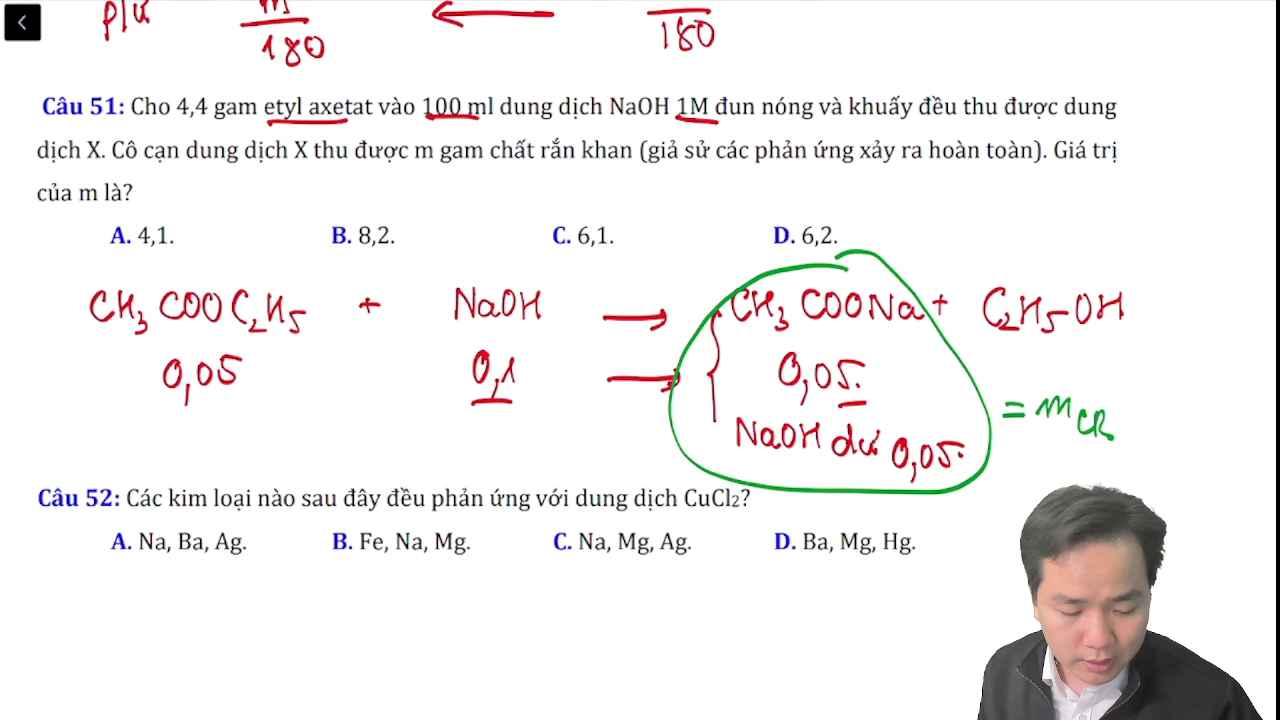 p/ư m/180 ← 180
Câu 51: Cho 4,4 gam etyl axetat vào 100 ml dung dịch NaOH 1M đun nóng và khuấy đều thu được dung
dịch X. Cô cạn dung dịch X thu được m gam chất rắn khan (giả sử các phản ứng xảy ra hoàn toàn). Giá trị
của m là?
A. 4,1. B. 8,2. C. 6,1. D. 6,2.
CH₃COOC₂H₅ + NaOH → CH₃COONa + C₂H₅-OH
0,05 0,1 → 0,05.
NaOH dư 0,05.
= m CR
Câu 52: Các kim loại nào sau đây đều phản ứng với dung dịch CuCl₂?
A. Na, Ba, Ag. B. Fe, Na, Mg. C. Na, Mg, Ag. D. Ba, Mg, Hg.